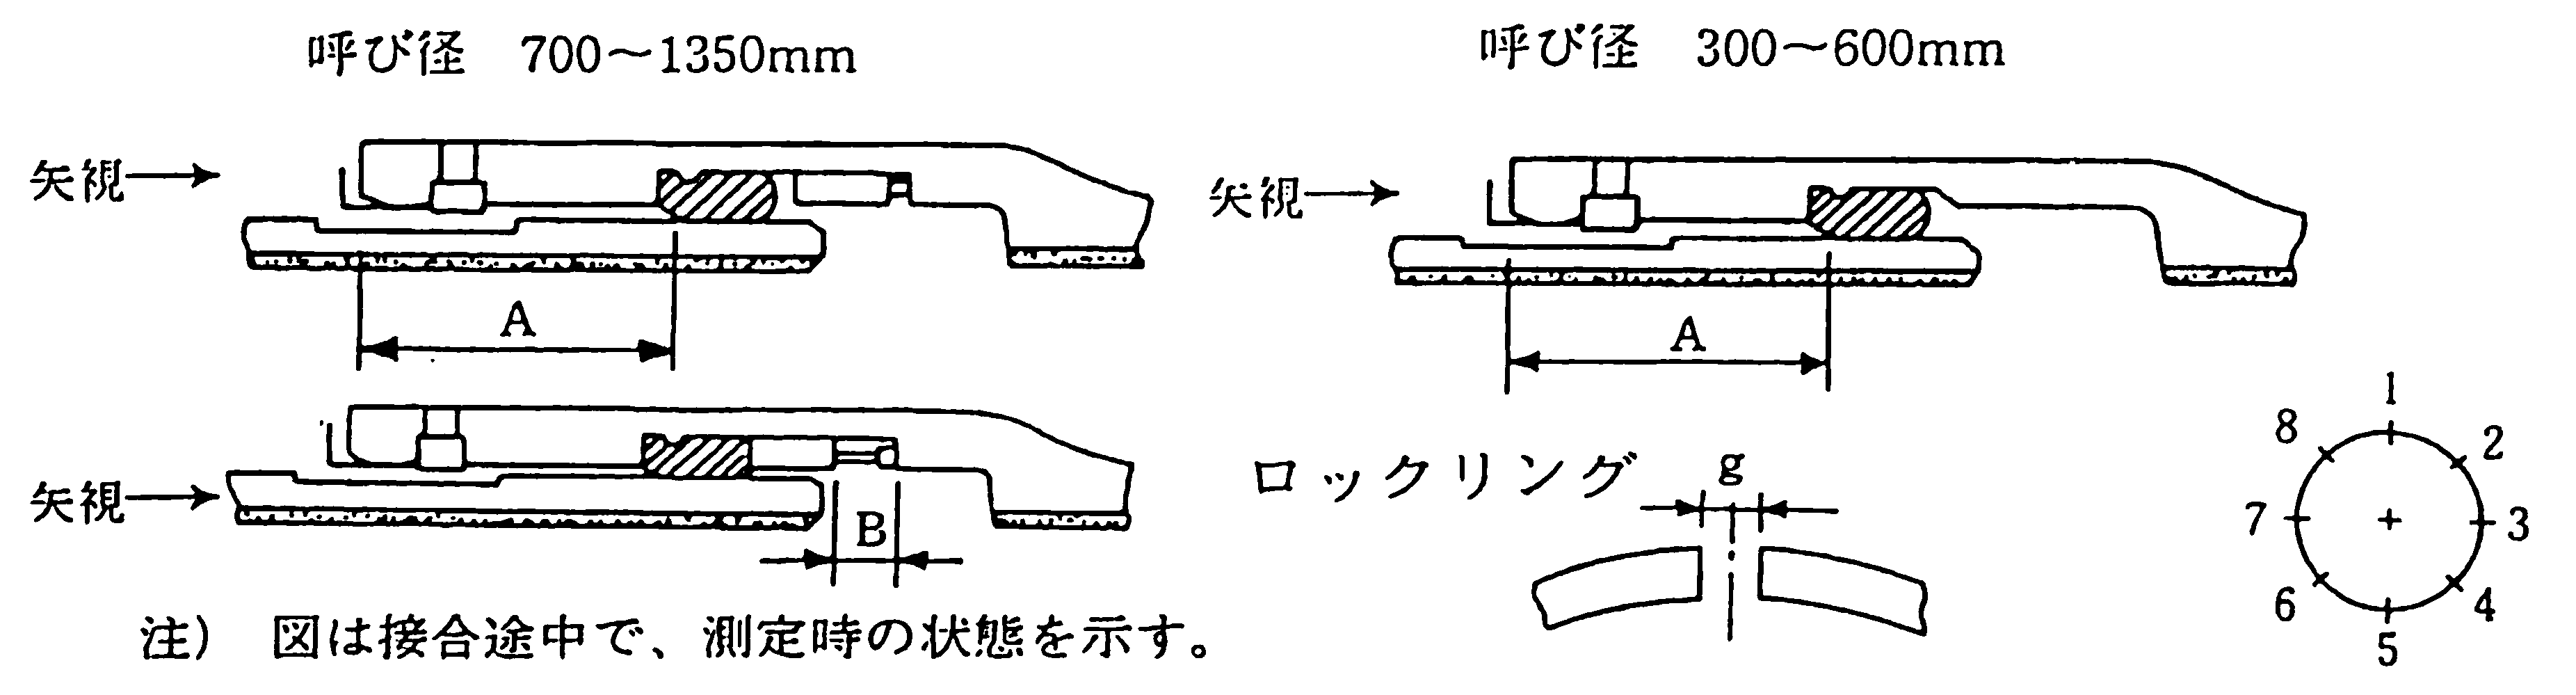 呼び径 700～1350mm
呼び径 300～600mm
矢視
矢視
A
A
矢視
B
ロックリング
g
1
2
3
4
5
6
7
8
注） 図は接合途中で、測定時の状態を示す。